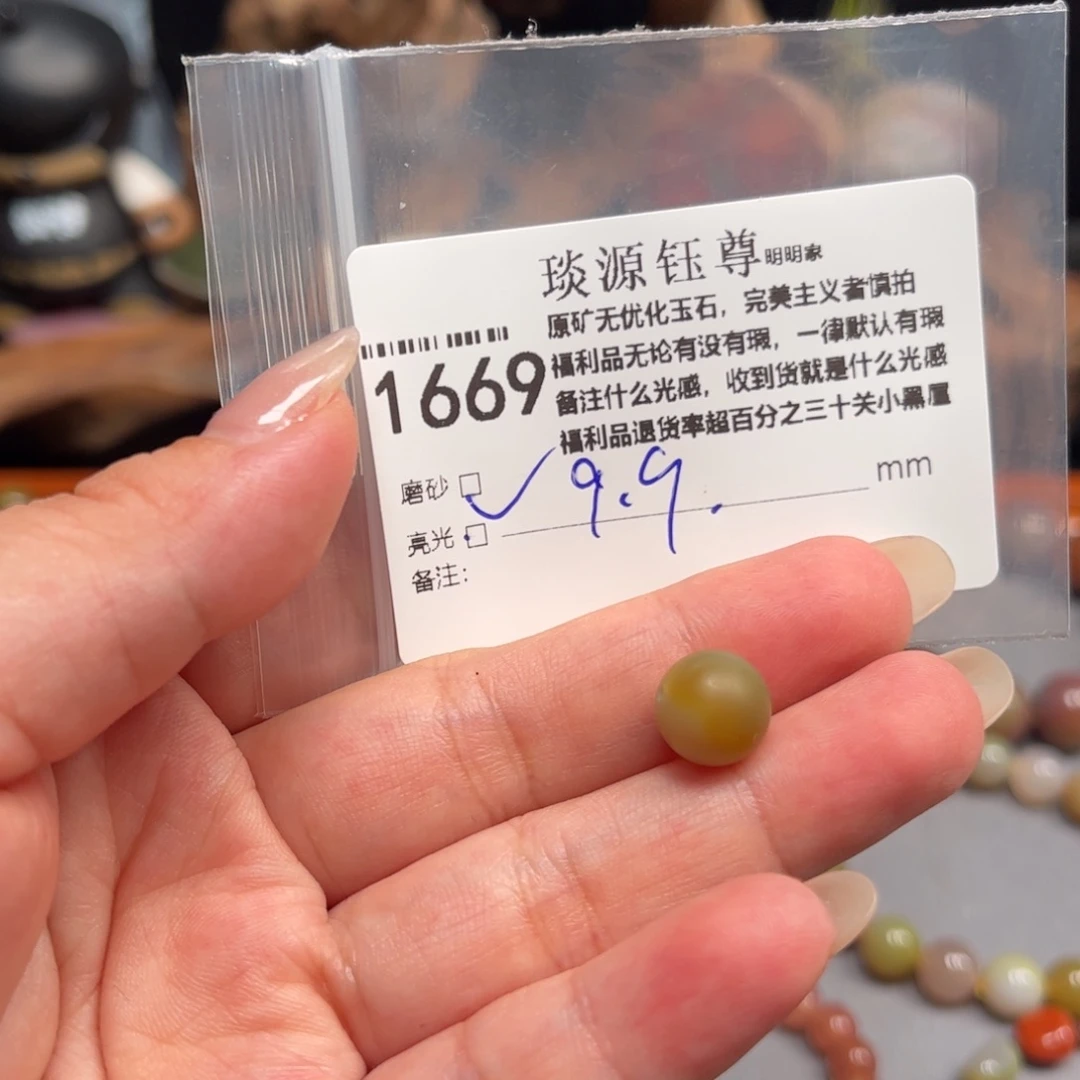 琰源钰尊明明家
原矿无优化玉石，完美主义者慎拍
福利品无论有没有瑕，一律默认有瑕
备注什么光感，收到货就是什么光感
福利品退货率超百分之三十关小黑屋
1669
磨砂 □ ✓ 9.9.
亮光 □ mm
备注：